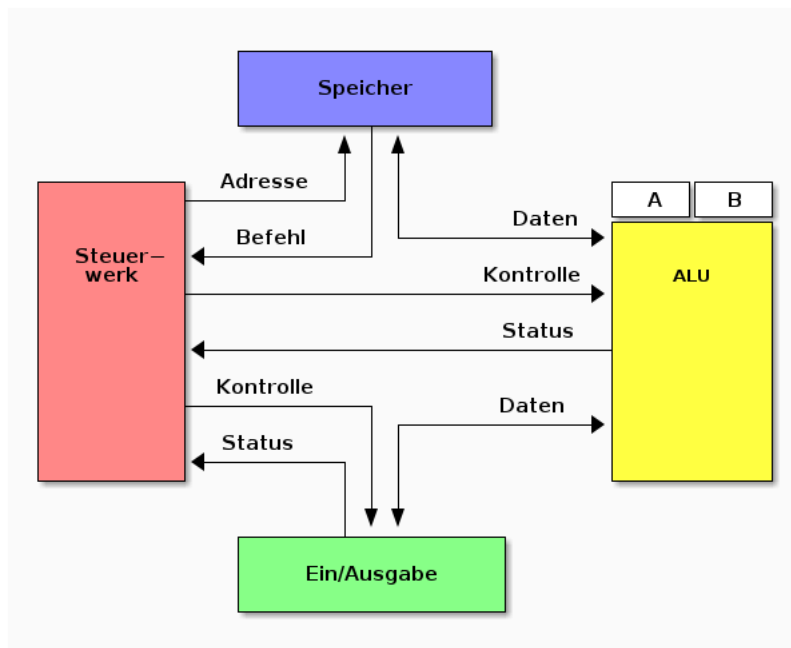 Speicher
Adresse
A
B
Daten
Befehl
Steuer–
werk
Kontrolle
ALU
Status
Kontrolle
Daten
Status
Ein/Ausgabe